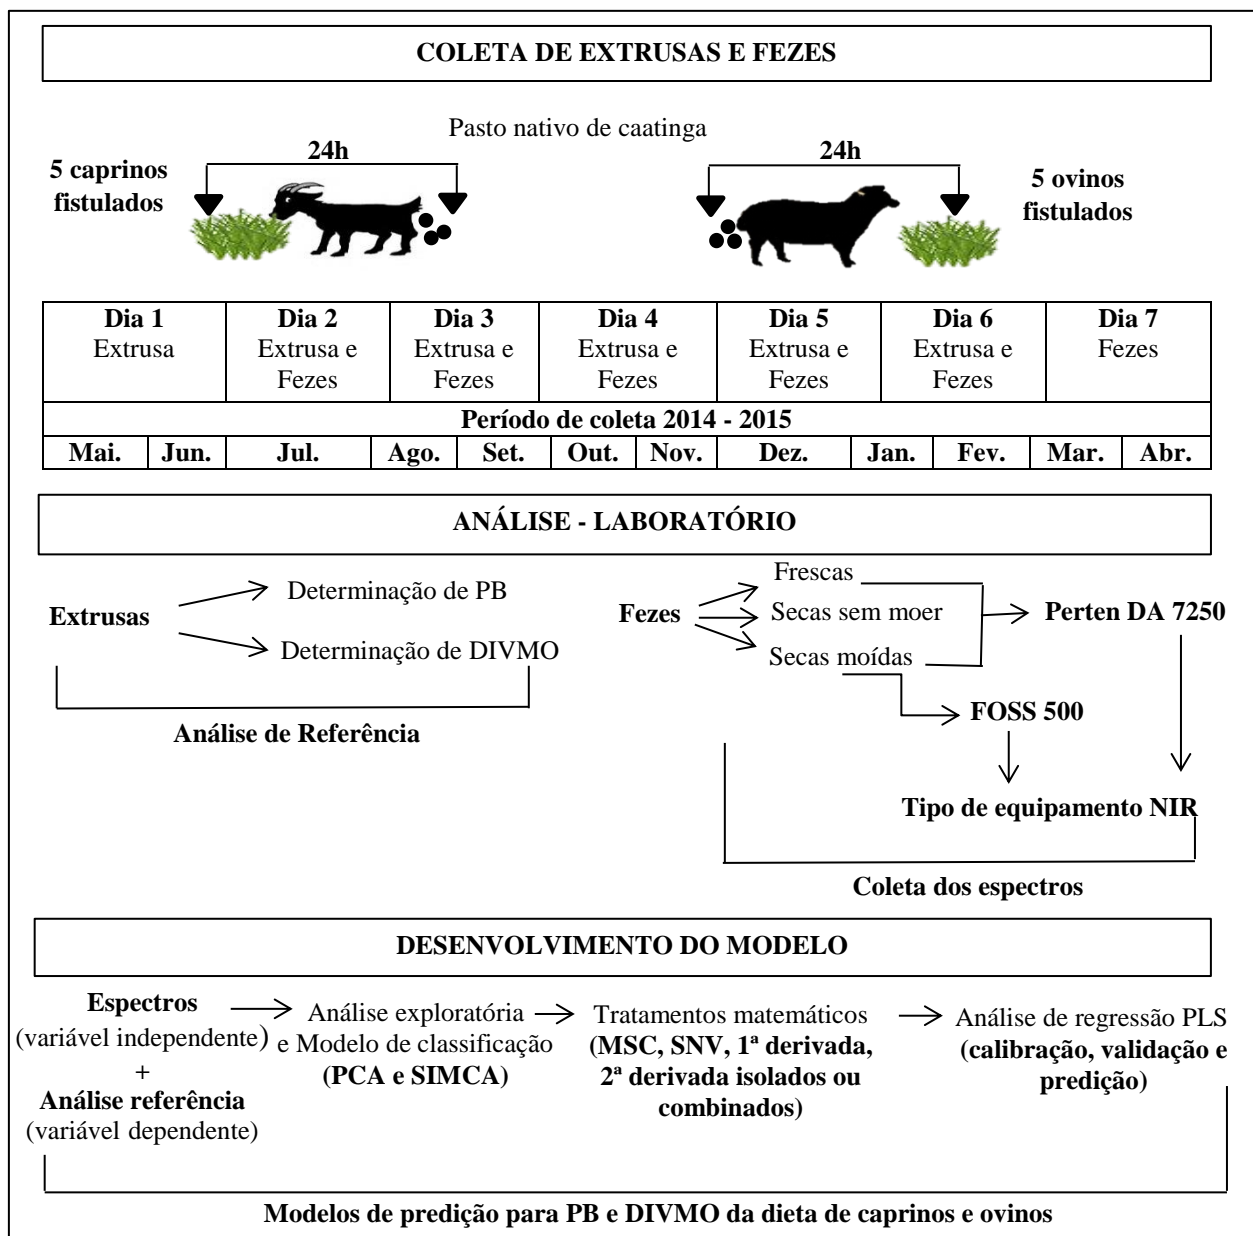 COLETA DE EXTRUSAS E FEZES
Pasto nativo de caatinga
5 caprinos
fistulados
24h
24h
5 ovinos
fistulados
Dia 1
Extrusa
Dia 2
Extrusa e
Fezes
Dia 3
Extrusa e
Fezes
Dia 4
Extrusa e
Fezes
Dia 5
Extrusa e
Fezes
Dia 6
Extrusa e
Fezes
Dia 7
Fezes
Período de coleta 2014 - 2015
Mai. Jun. Jul. Ago. Set. Out. Nov. Dez. Jan. Fev. Mar. Abr.
ANÁLISE - LABORATÓRIO
Extrusas
Determinação de PB
Determinação de DIVMO
Análise de Referência
Fezes
Frescas
Secas sem moer
Secas moídas
Perten DA 7250
FOSS 500
Tipo de equipamento NIR
Coleta dos espectros
DESENVOLVIMENTO DO MODELO
Espectros
(variável independente)
+
Análise referência
(variável dependente)
Análise exploratória
e Modelo de classificação
(PCA e SIMCA)
Tratamentos matemáticos
(MSC, SNV, 1ª derivada,
2ª derivada isolados ou
combinados)
Análise de regressão PLS
(calibração, validação e
predição)
Modelos de predição para PB e DIVMO da dieta de caprinos e ovinos